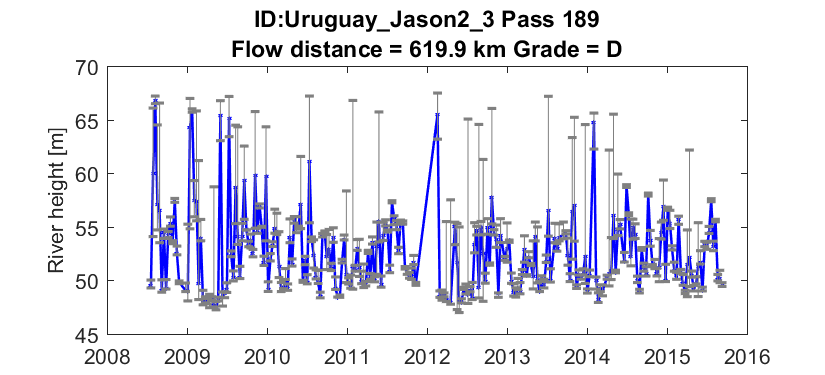 ID:Uruguay_Jason2_3 Pass 189
Flow distance = 619.9 km Grade = D
River height [m]
70
65
60
55
50
45
2008 2009 2010 2011 2012 2013 2014 2015 2016